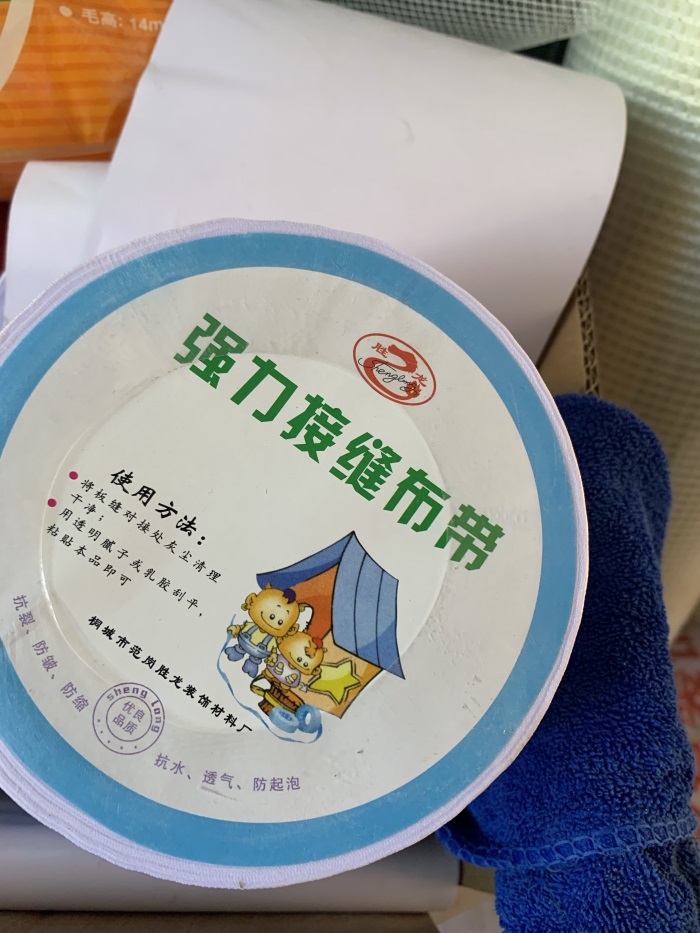 毛高: 14m
胜龙
Shenglong
强力接缝布带
使用方法:
将板缝对接处灰尘清理
干净;
用透明腻子或乳胶刮平,
粘贴本品即可
桐城市范岗胜龙装饰材料厂
抗裂、防皱、防缩
sheng long
优良
品质
抗水、透气、防起泡